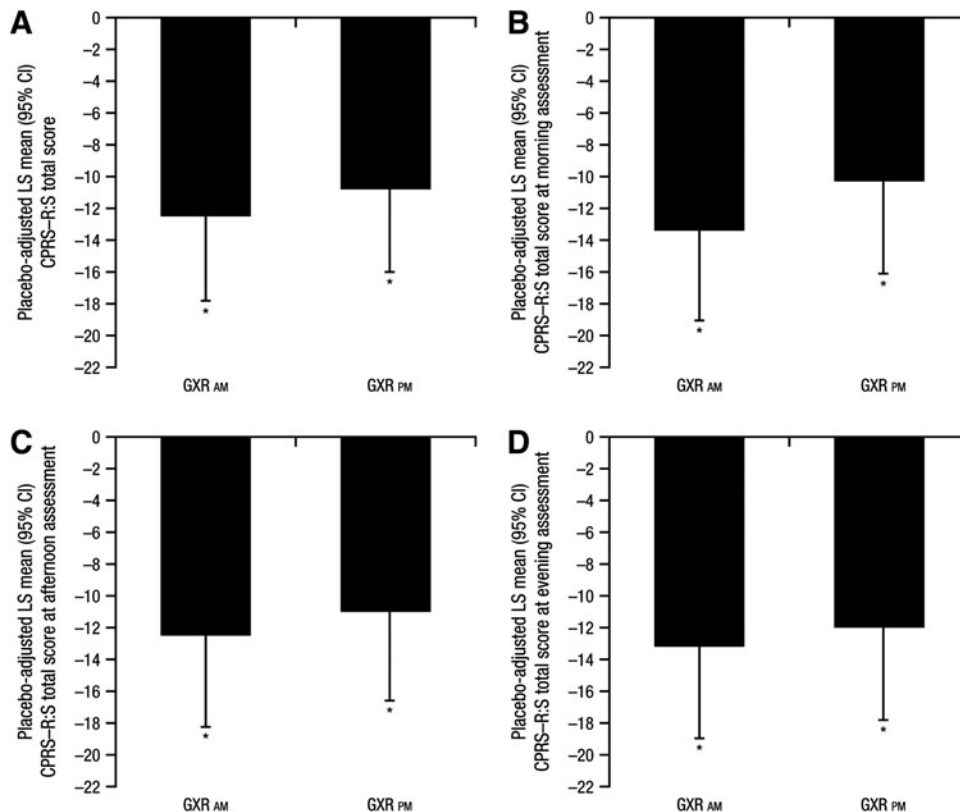 A
Placebo-adjusted LS mean (95% CI)
CPRS–R:S total score
0
–2
–4
–6
–8
–10
–12
–14
–16
–18
–20
–22
*
*
GXR AM
GXR PM
B
Placebo-adjusted LS mean (95% CI)
CPRS–R:S total score at morning assessment
0
–2
–4
–6
–8
–10
–12
–14
–16
–18
–20
–22
*
*
GXR AM
GXR PM
C
Placebo-adjusted LS mean (95% CI)
CPRS–R:S total score at afternoon assessment
0
–2
–4
–6
–8
–10
–12
–14
–16
–18
–20
–22
*
*
GXR AM
GXR PM
D
Placebo-adjusted LS mean (95% CI)
CPRS–R:S total score at evening assessment
0
–2
–4
–6
–8
–10
–12
–14
–16
–18
–20
–22
*
*
GXR AM
GXR PM